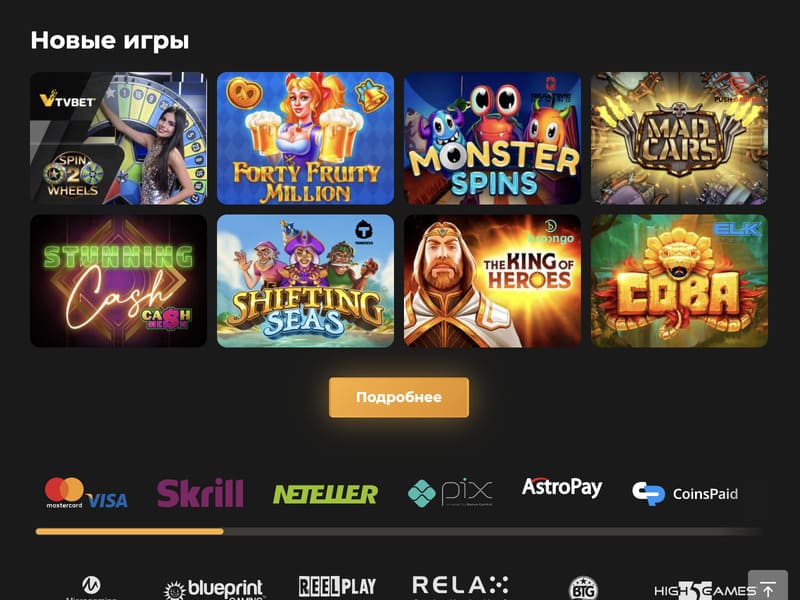 Новые игры
TVBET
SPIN
2
WHEELS
FORTY FRUITY
MILLION
MONSTER
SPINS
PUSH GAMING
MAD
CARS
STUNNING
Cash
CASH
SHIFTING
SEAS
THE KING OF
HEROES
ELK
COBA
Подробнее
mastercard
VISA
Skrill
NETELLER
pix
AstroPay
CoinsPaid
blueprint
REELPLAY
RELAX
BTG
HIGH 5 GAMES